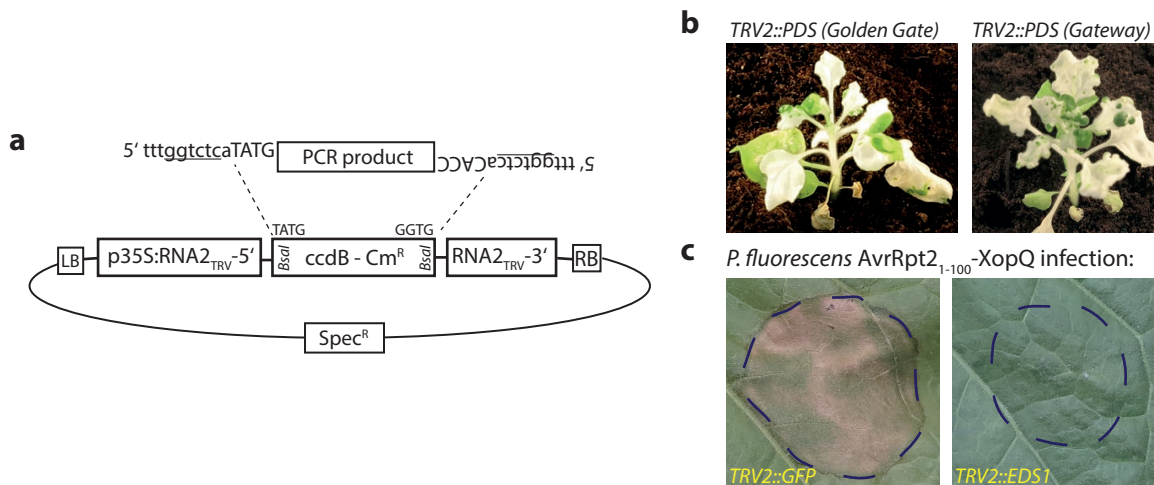 a
5' tttggtctcaTATG PCR product
5' tttggtctcaCACC
TATG GGTG
LB p35S:RNA2TRV-5' BsaI ccdB - CmR BsaI RNA2TRV-3' RB
SpecR
b
TRV2::PDS (Golden Gate) TRV2::PDS (Gateway)
c P. fluorescens AvrRpt21-100-XopQ infection:
TRV2::GFP TRV2::EDS1